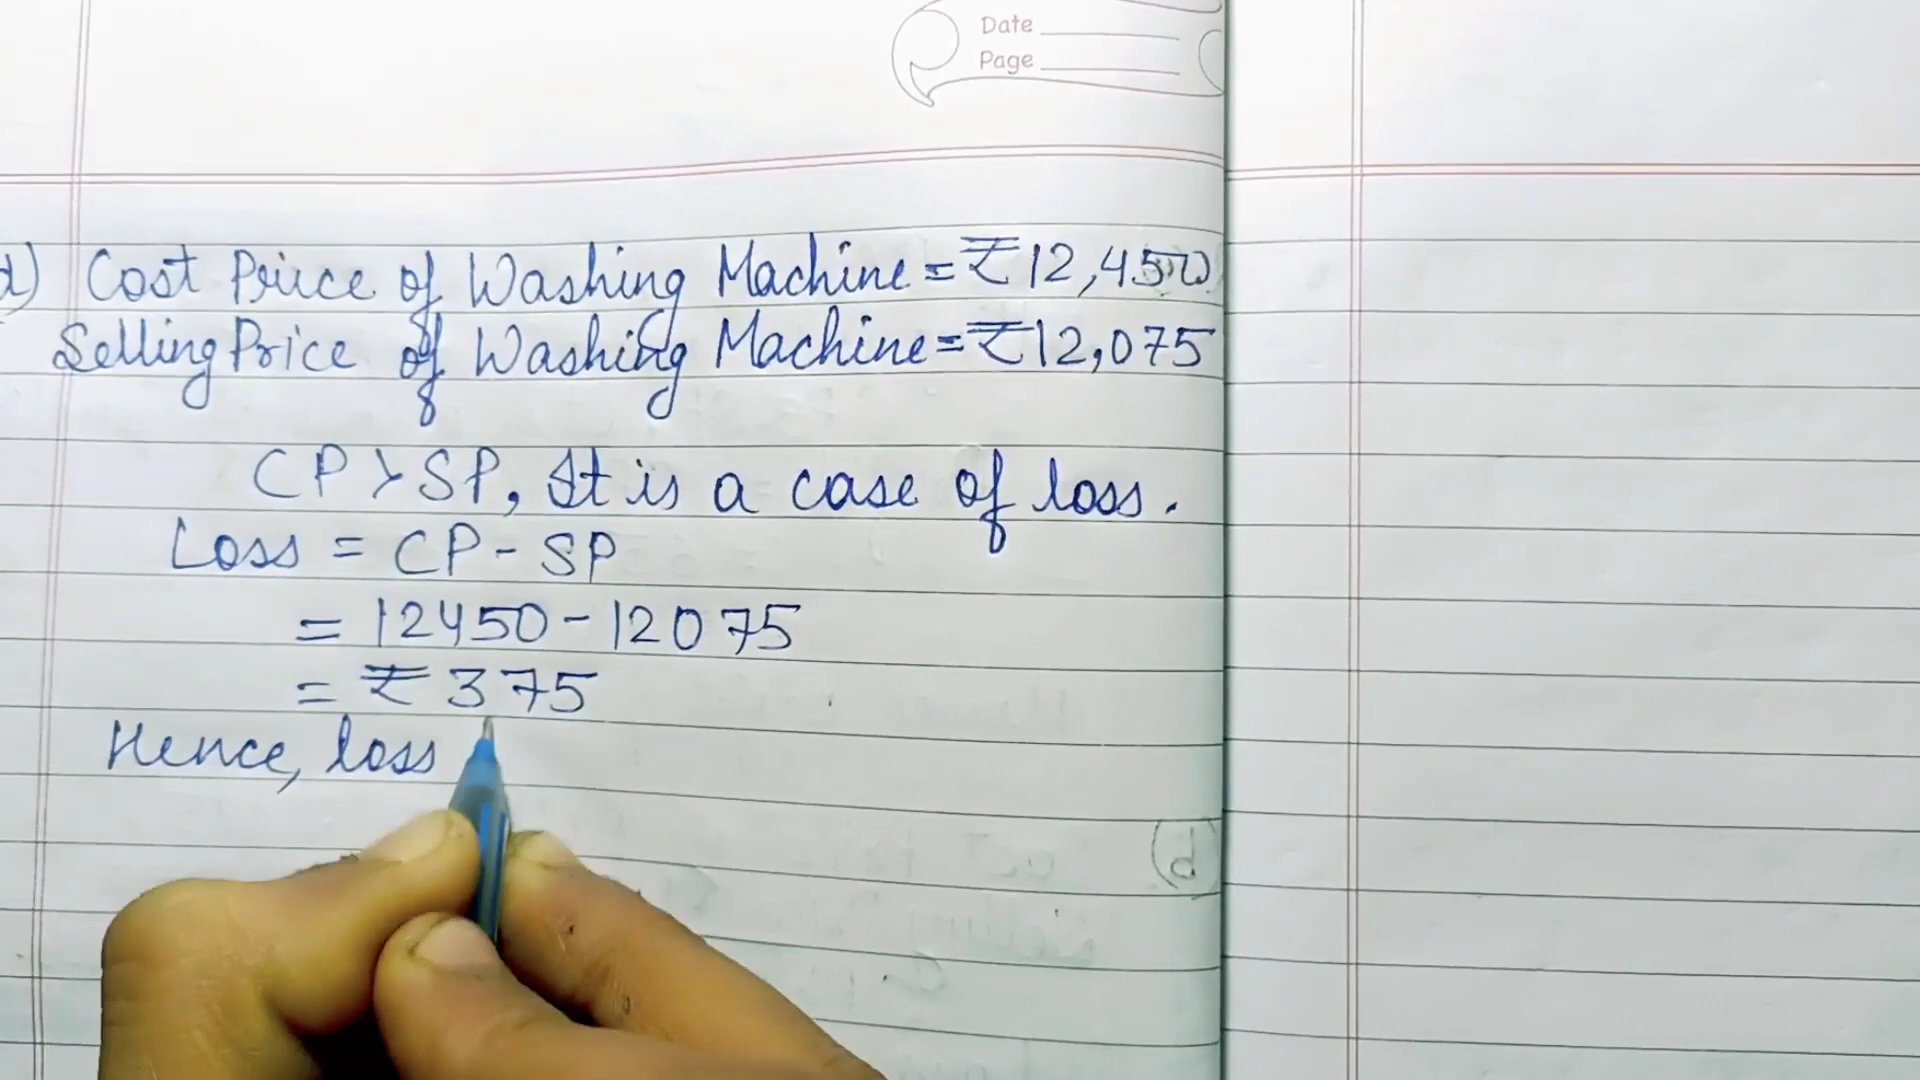 Date
Page
d) Cost Price of Washing Machine = ₹12,450
Selling Price of Washing Machine = ₹12,075
CP > SP, It is a case of loss.
Loss = CP - SP
= 12450 - 12075
= ₹ 375
Hence, loss